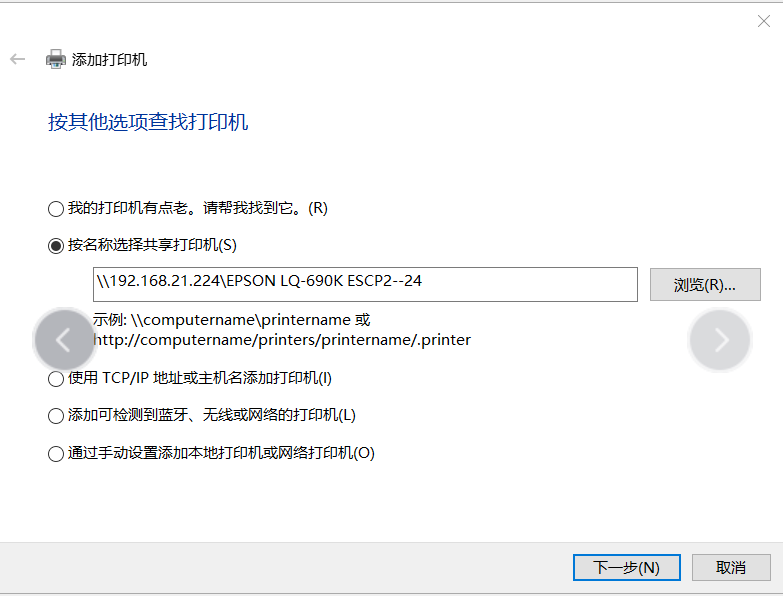 添加打印机
按其他选项查找打印机
我的打印机有点老。请帮我找到它。(R)
按名称选择共享打印机(S)
\\192.168.21.224\EPSON LQ-690K ESCP2--24
浏览(R)...
示例: \\computername\printername 或
http://computername/printers/printername/.printer
使用 TCP/IP 地址或主机名添加打印机(I)
添加可检测到蓝牙、无线或网络的打印机(L)
通过手动设置添加本地打印机或网络打印机(O)
下一步(N)
取消